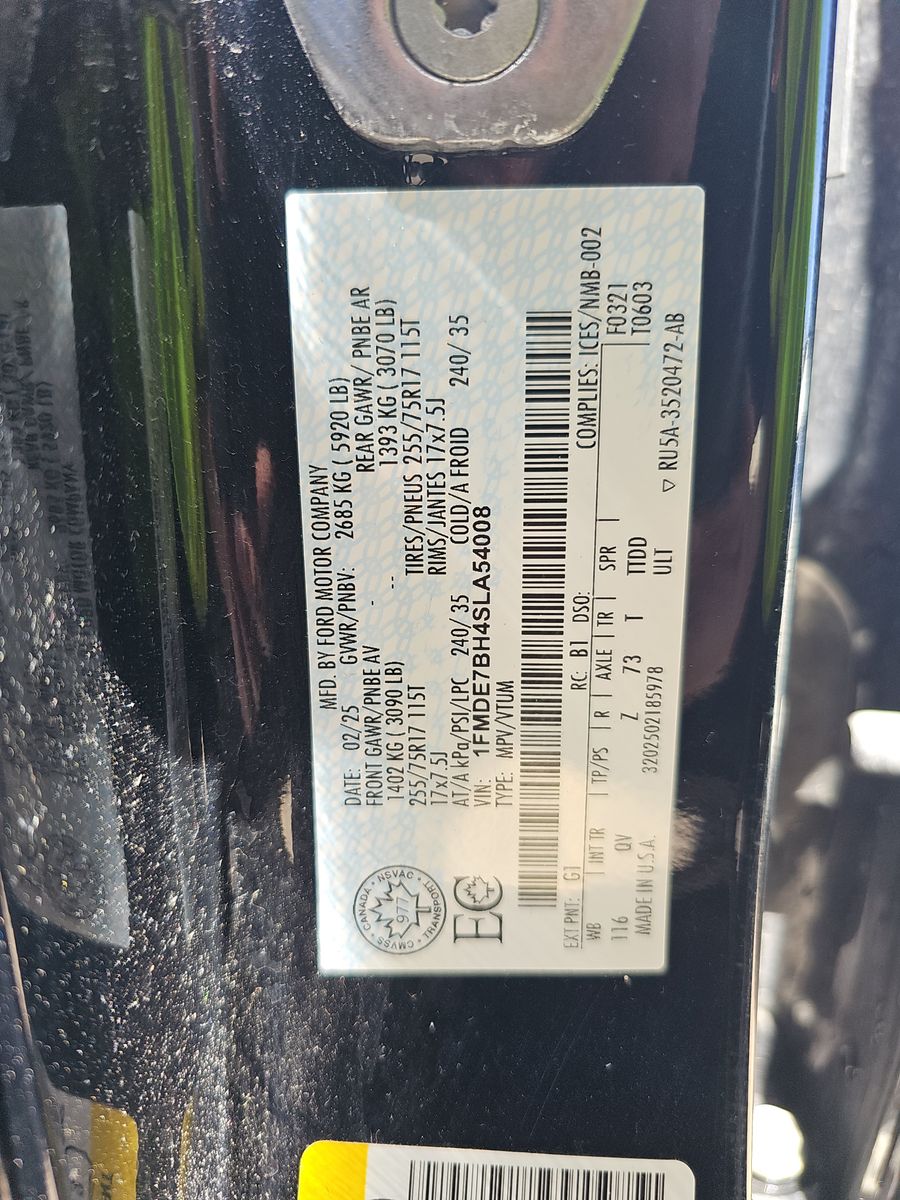 MFD. BY FORD MOTOR COMPANY
DATE: 02/25 GVWR/PNBV: 2685 KG ( 5920 LB)
FRONT GAWR/PNBE AV - REAR GAWR/ PNBE AR
1402 KG ( 3090 LB) -- 1393 KG ( 3070 LB)
255/75R17 115T TIRES/PNEUS 255/75R17 115T
17x7.5J RIMS/JANTES 17x7.5J
AT/A kPa/PSI/LPC 240/ 35 COLD/A FROID 240/ 35
VIN: 1FMDE7BH4SLA54008
TYPE: MPV/VTUM
CANADA · NSVAC · TRANSPORT · CMVSS
977
EC
EXT PNT: G1 RC: B1 DSO: COMPLIES: ICES/NMB-002
WB INT TR TP/PS R AXLE TR SPR F0321
116 QV Z 73 T TTDD T0603
ULT
MADE IN U.S.A. 3202502185978 ▽ RU5A-3520472-AB